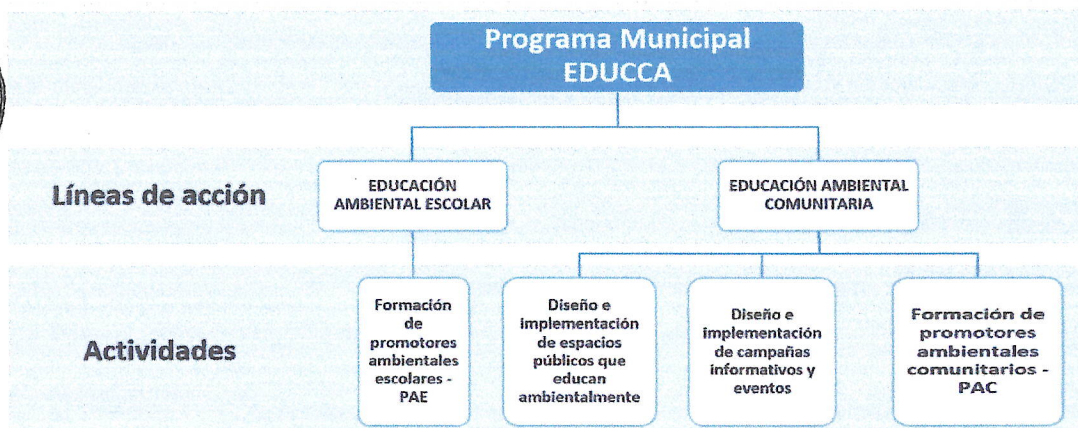 Programa Municipal
EDUCCA
Líneas de acción
EDUCACIÓN
AMBIENTAL ESCOLAR
EDUCACIÓN AMBIENTAL
COMUNITARIA
Actividades
Formación
de
promotores
ambientales
escolares -
PAE
Diseño e
implementación
de espacios
públicos que
educan
ambientalmente
Diseño e
implementación
de campañas
informativos y
eventos
Formación de
promotores
ambientales
comunitarios -
PAC